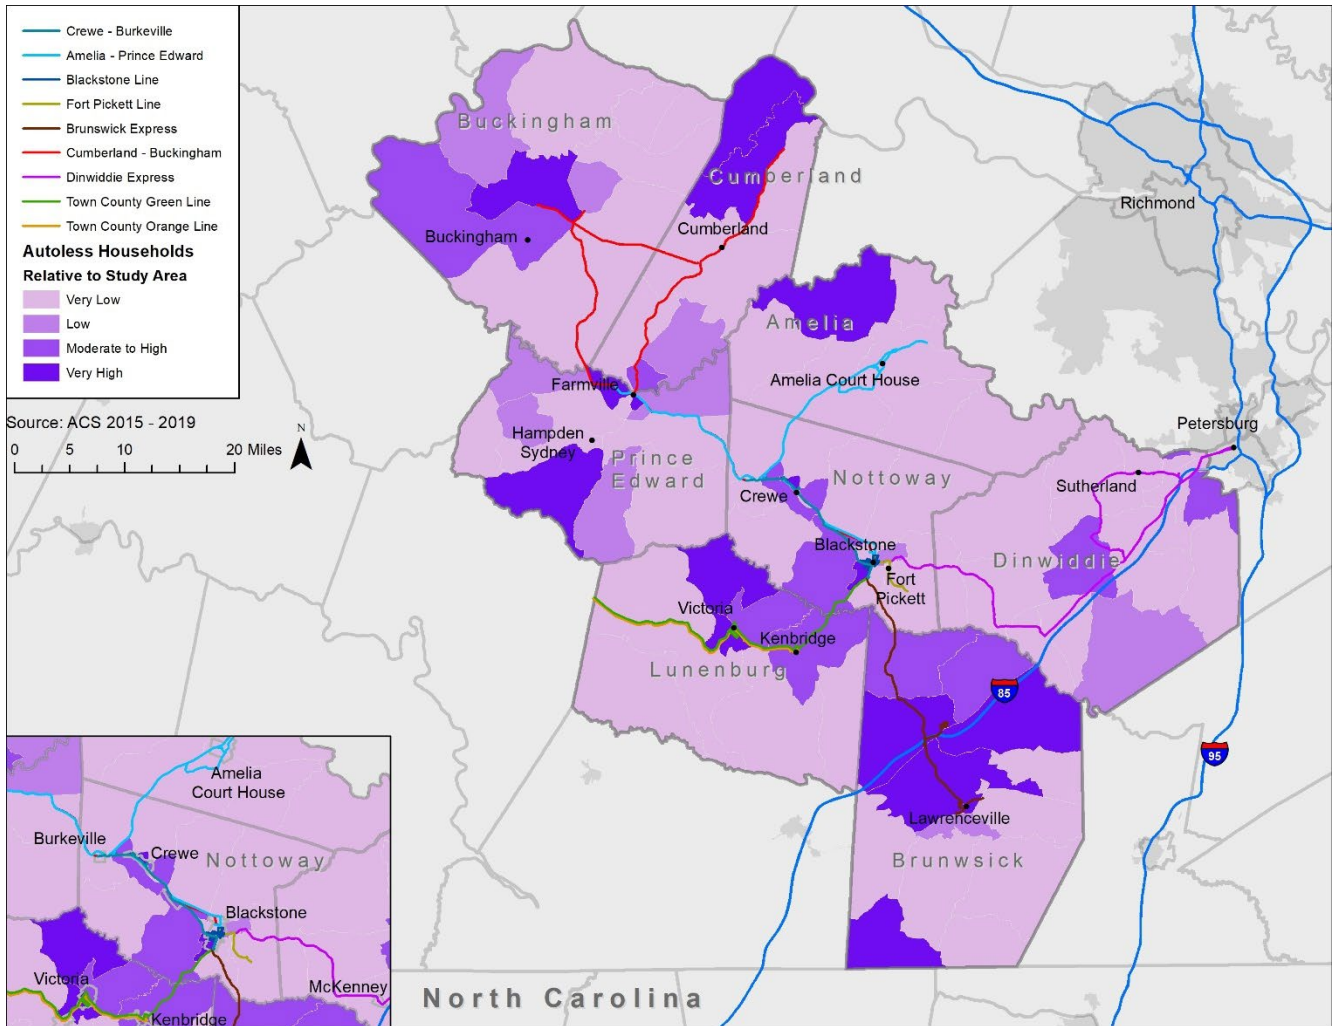 Crewe - Burkeville
Amelia - Prince Edward
Blackstone Line
Fort Pickett Line
Brunswick Express
Cumberland - Buckingham
Dinwiddie Express
Town County Green Line
Town County Orange Line
Autoless Households
Relative to Study Area
Very Low
Low
Moderate to High
Very High
Source: ACS 2015 - 2019
N
0 5 10 20 Miles
Buckingham
Cumberland
Richmond
Buckingham
Cumberland
Amelia
Amelia Court House
Farmville
Petersburg
Hampden
Sydney
Prince
Edward
Nottoway
Sutherland
Crewe
Blackstone
Dinwiddie
Fort
Pickett
Victoria
Kenbridge
Lunenburg
85
95
Lawrenceville
Brunwsick
North Carolina
Amelia
Court House
Burkeville
Crewe
Nottoway
Blackstone
Victoria
McKenney
Kenbridge